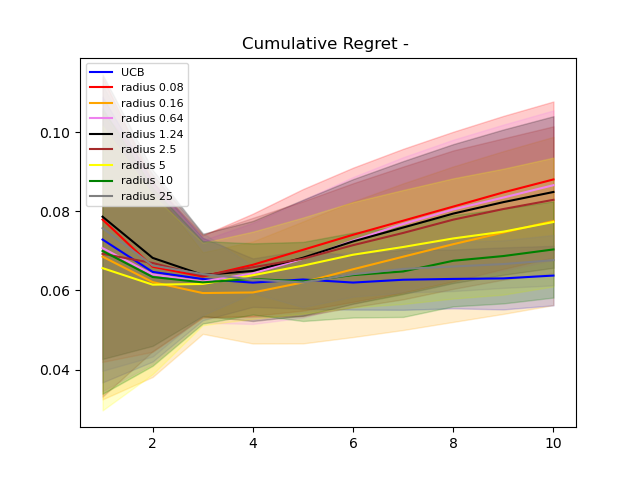 Cumulative Regret -
UCB
radius 0.08
radius 0.16
radius 0.64
radius 1.24
radius 2.5
radius 5
radius 10
radius 25
0.10
0.08
0.06
0.04
2 4 6 8 10